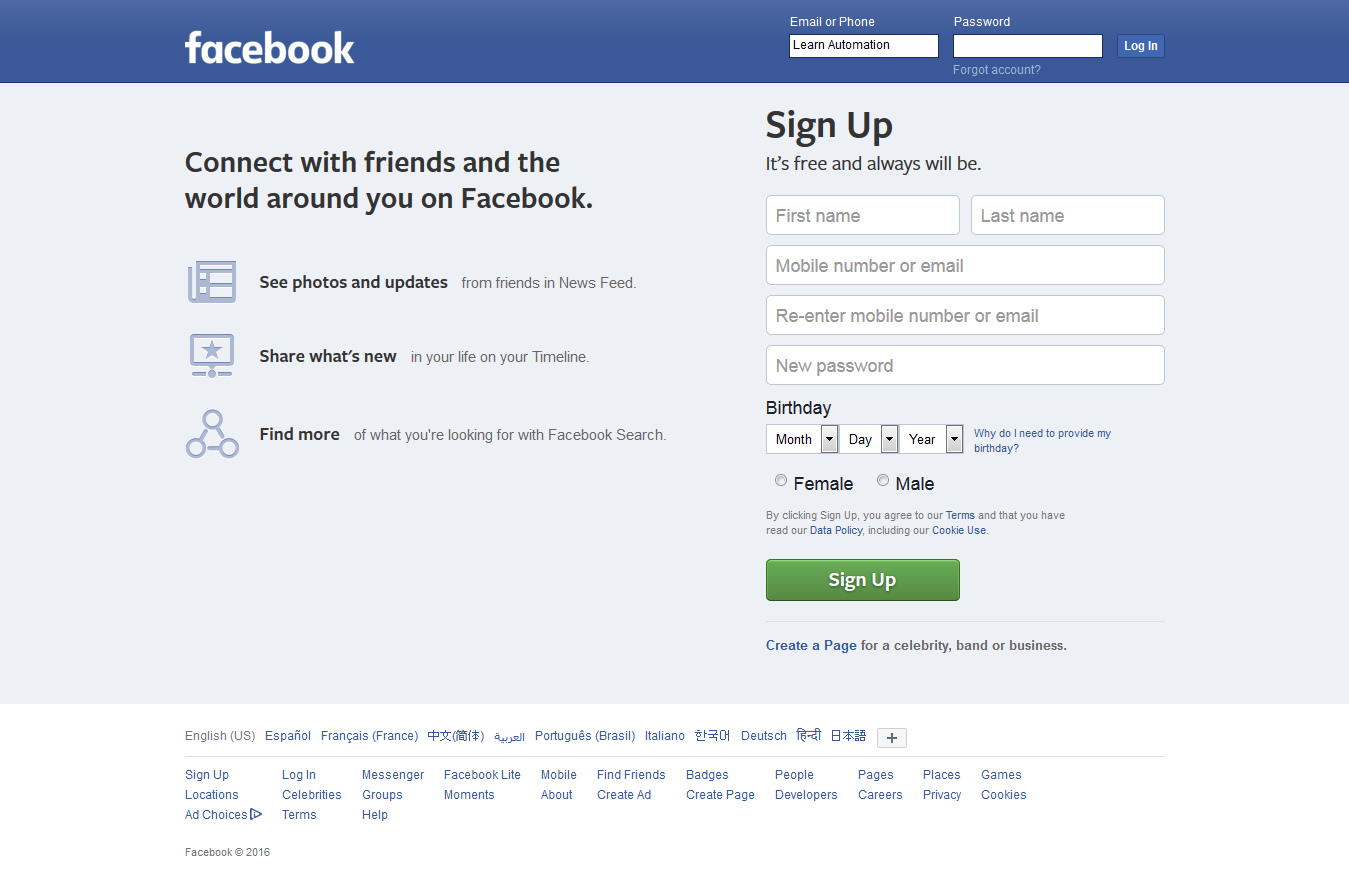 facebook
Email or Phone Password
Learn Automation
Log In
Forgot account?
Connect with friends and the
world around you on Facebook.
See photos and updates from friends in News Feed.
Share what's new in your life on your Timeline.
Find more of what you're looking for with Facebook Search.
Sign Up
It's free and always will be.
First name Last name
Mobile number or email
Re-enter mobile number or email
New password
Birthday
Month Day Year
Why do I need to provide my
birthday?
Female Male
By clicking Sign Up, you agree to our Terms and that you have
read our Data Policy, including our Cookie Use.
Sign Up
Create a Page for a celebrity, band or business.
English (US) Español Français (France) 中文(简体) العربية Português (Brasil) Italiano 한국어 Deutsch हिन्दी 日本語 +
Sign Up Log In Messenger Facebook Lite Mobile Find Friends Badges People Pages Places Games
Locations Celebrities Groups Moments About Create Ad Create Page Developers Careers Privacy Cookies
Ad Choices Terms Help
Facebook © 2016